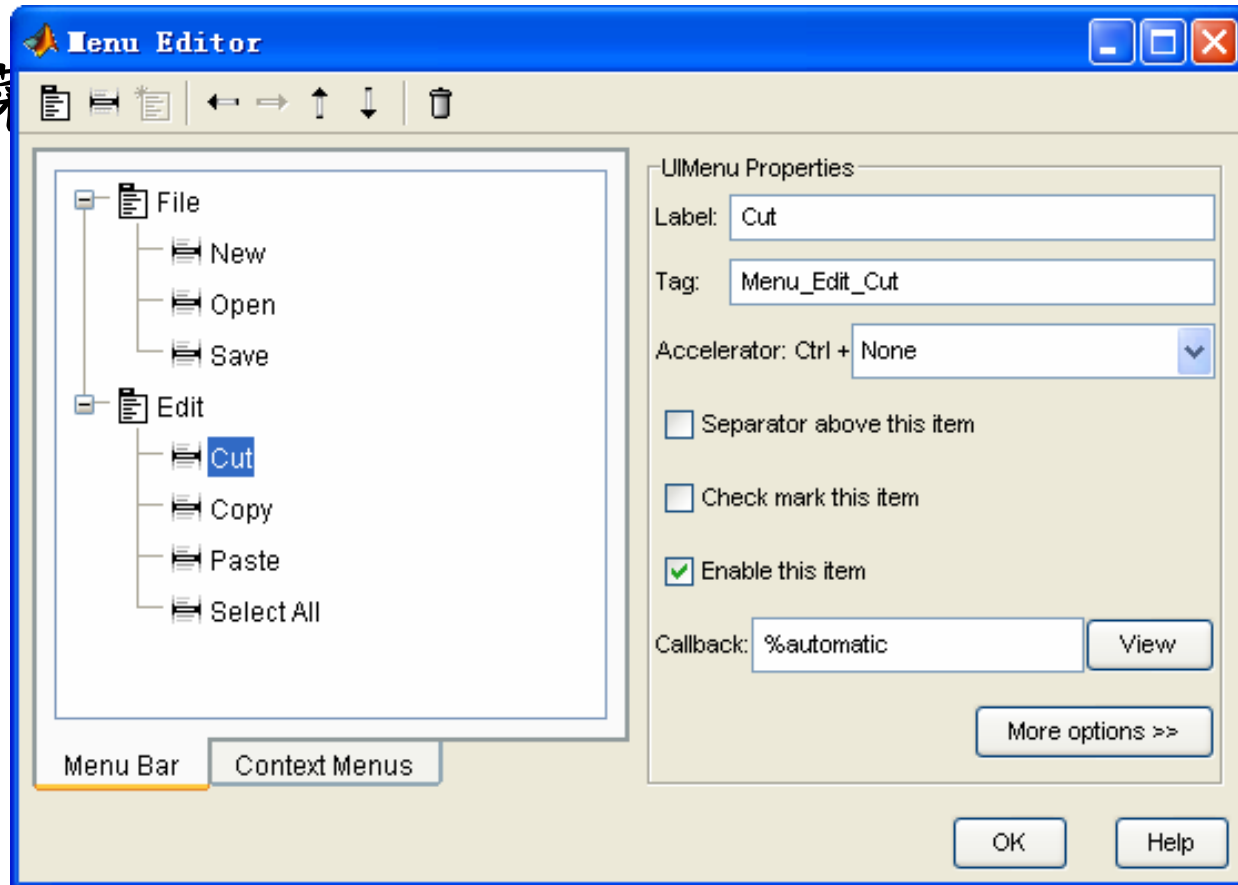 Menu Editor
File
New
Open
Save
Edit
Cut
Copy
Paste
Select All
Menu Bar
Context Menus
UIMenu Properties
Label: Cut
Tag: Menu_Edit_Cut
Accelerator: Ctrl + None
Separator above this item
Check mark this item
Enable this item
Callback: %automatic View
More options >>
OK Help